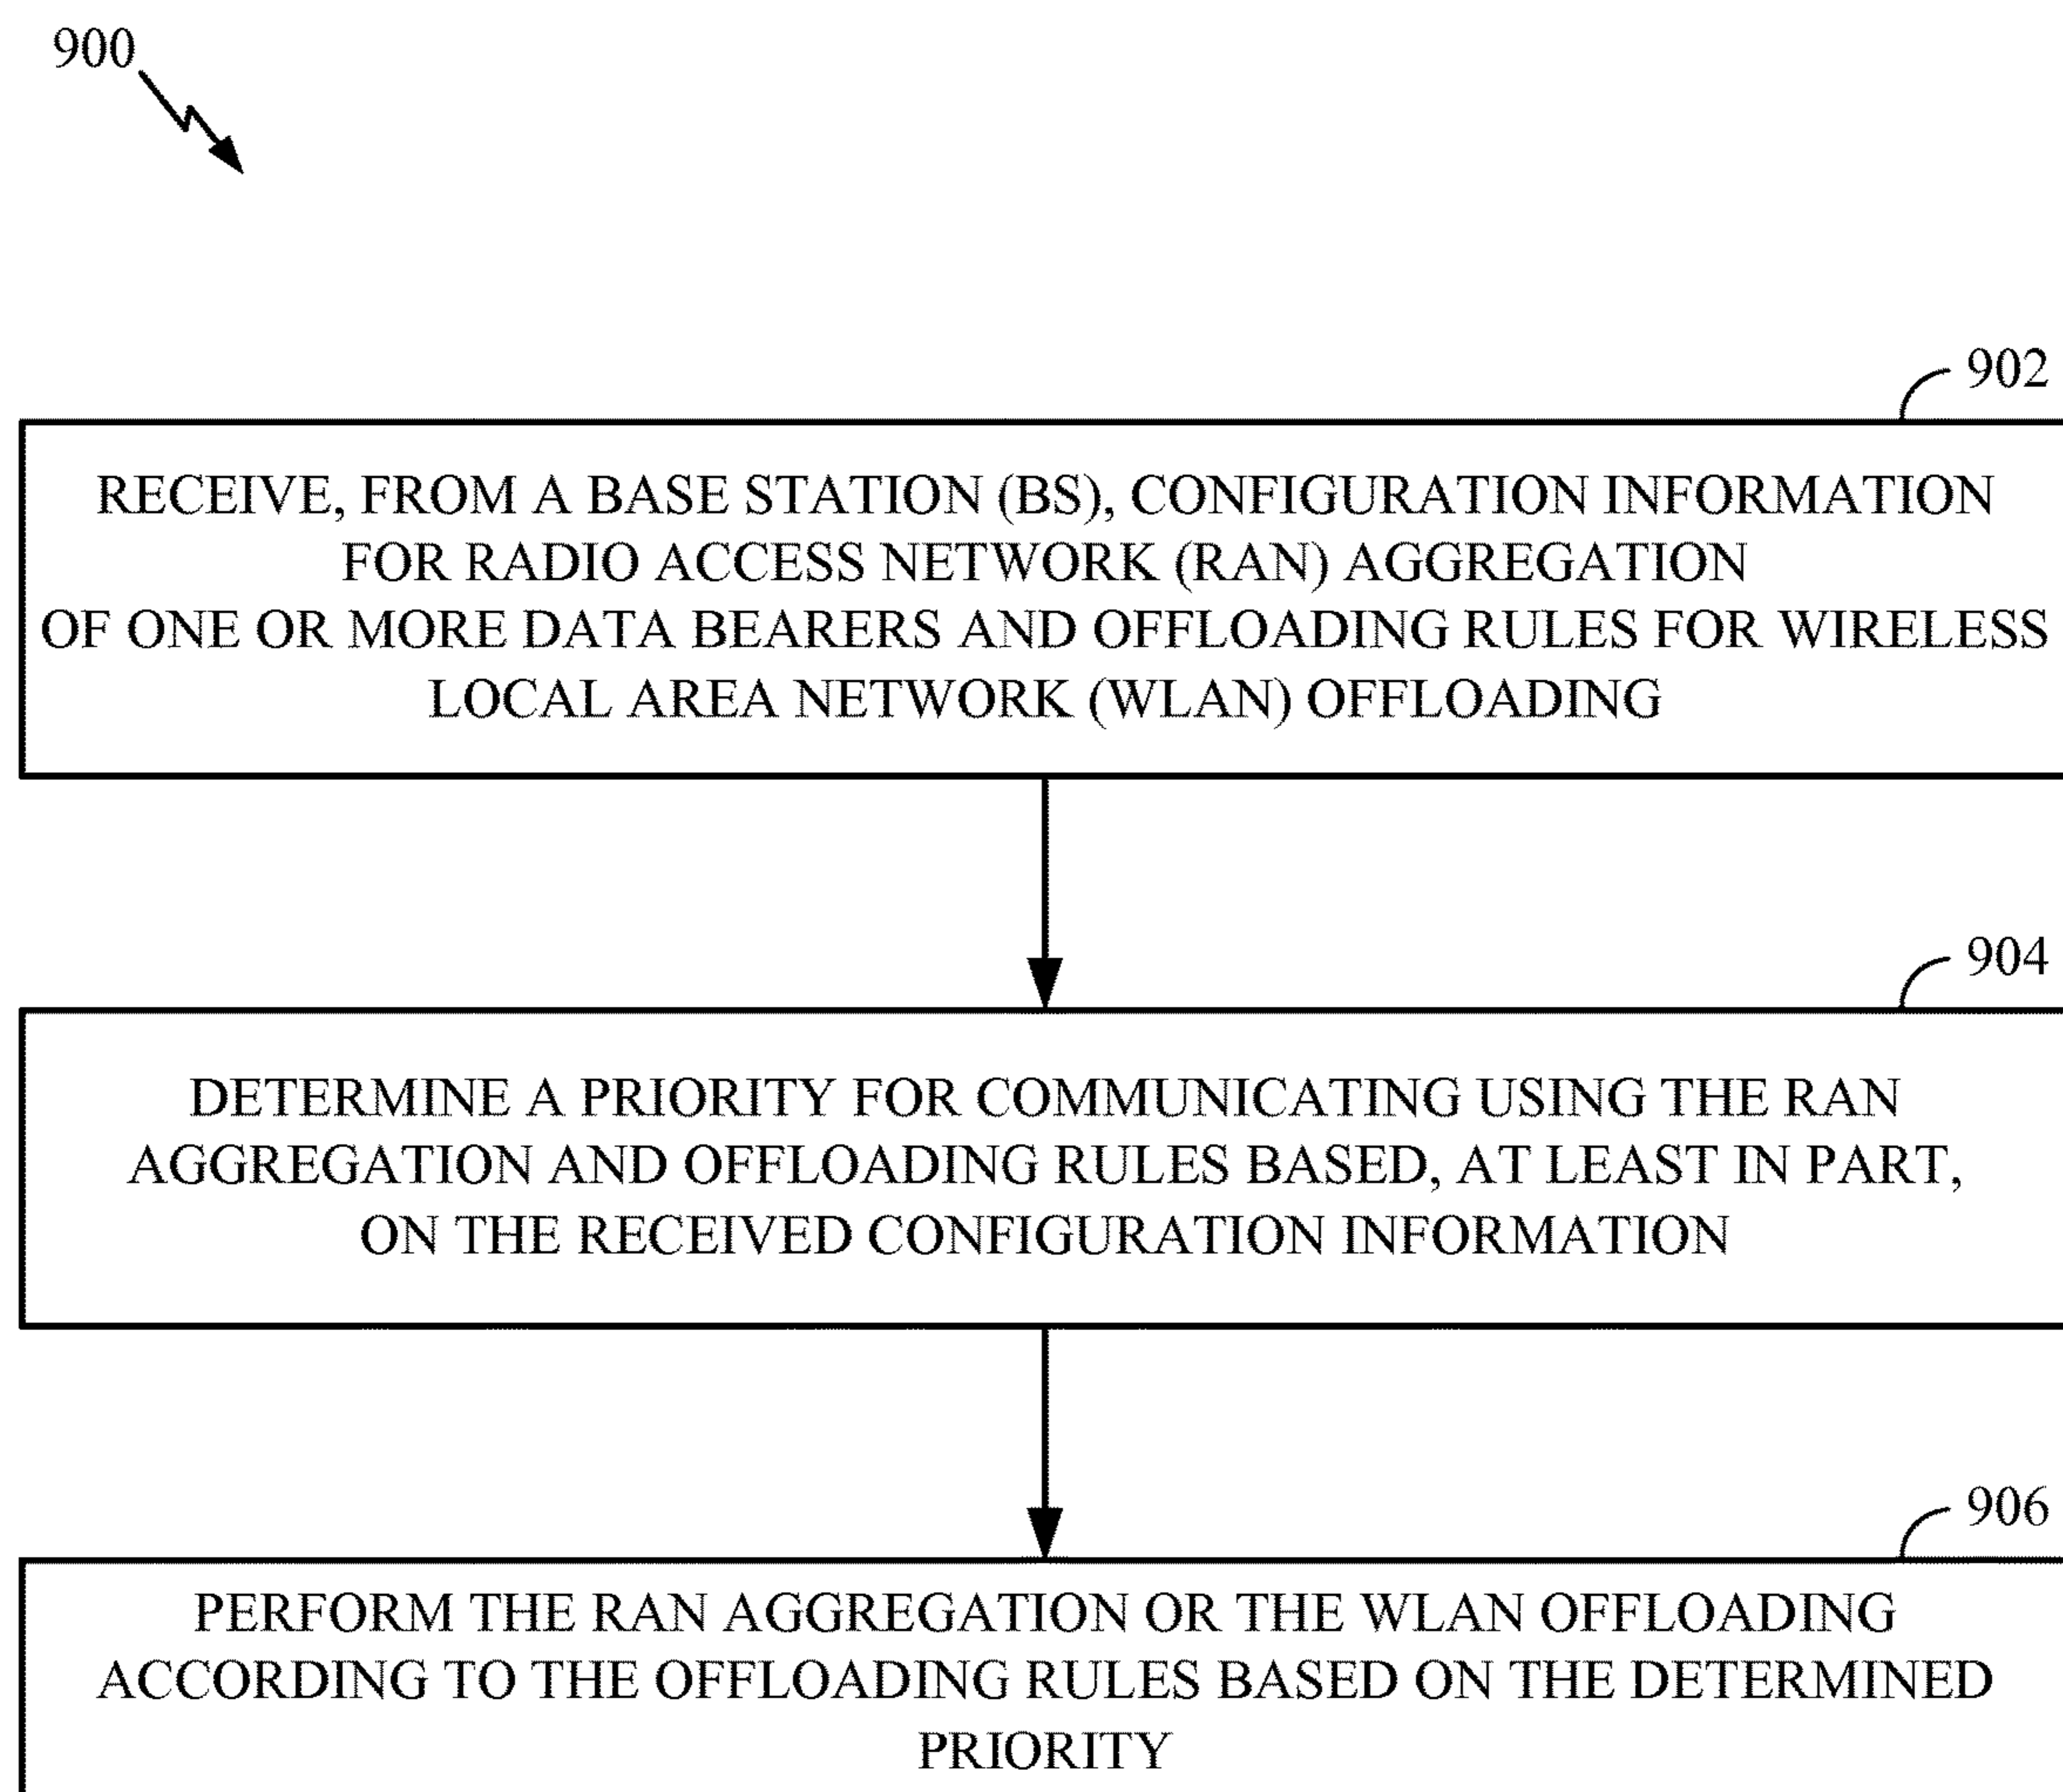 900
902
RECEIVE, FROM A BASE STATION (BS), CONFIGURATION INFORMATION
FOR RADIO ACCESS NETWORK (RAN) AGGREGATION
OF ONE OR MORE DATA BEARERS AND OFFLOADING RULES FOR WIRELESS
LOCAL AREA NETWORK (WLAN) OFFLOADING
904
DETERMINE A PRIORITY FOR COMMUNICATING USING THE RAN
AGGREGATION AND OFFLOADING RULES BASED, AT LEAST IN PART,
ON THE RECEIVED CONFIGURATION INFORMATION
906
PERFORM THE RAN AGGREGATION OR THE WLAN OFFLOADING
ACCORDING TO THE OFFLOADING RULES BASED ON THE DETERMINED
PRIORITY